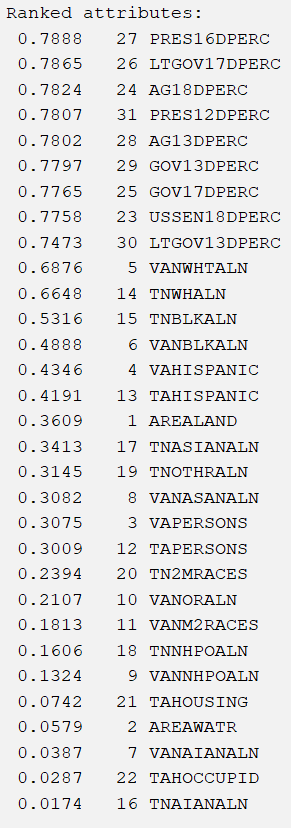 Ranked attributes:
0.7888 27 PRES16DPERC
0.7865 26 LTGOV17DPERC
0.7824 24 AG18DPERC
0.7807 31 PRES12DPERC
0.7802 28 AG13DPERC
0.7797 29 GOV13DPERC
0.7765 25 GOV17DPERC
0.7758 23 USSEN18DPERC
0.7473 30 LTGOV13DPERC
0.6876 5 VANWHTALN
0.6648 14 TNWHALN
0.5316 15 TNBLKALN
0.4888 6 VANBLKALN
0.4346 4 VAHISPANIC
0.4191 13 TAHISPANIC
0.3609 1 AREALAND
0.3413 17 TNASIANALN
0.3145 19 TNOTHRALN
0.3082 8 VANASANALN
0.3075 3 VAPERSONS
0.3009 12 TAPERSONS
0.2394 20 TN2MRACES
0.2107 10 VANORALN
0.1813 11 VANM2RACES
0.1606 18 TNNHPOALN
0.1324 9 VANNHPOALN
0.0742 21 TAHOUSING
0.0579 2 AREAWATR
0.0387 7 VANAIANALN
0.0287 22 TAHOCCUPID
0.0174 16 TNAIANALN